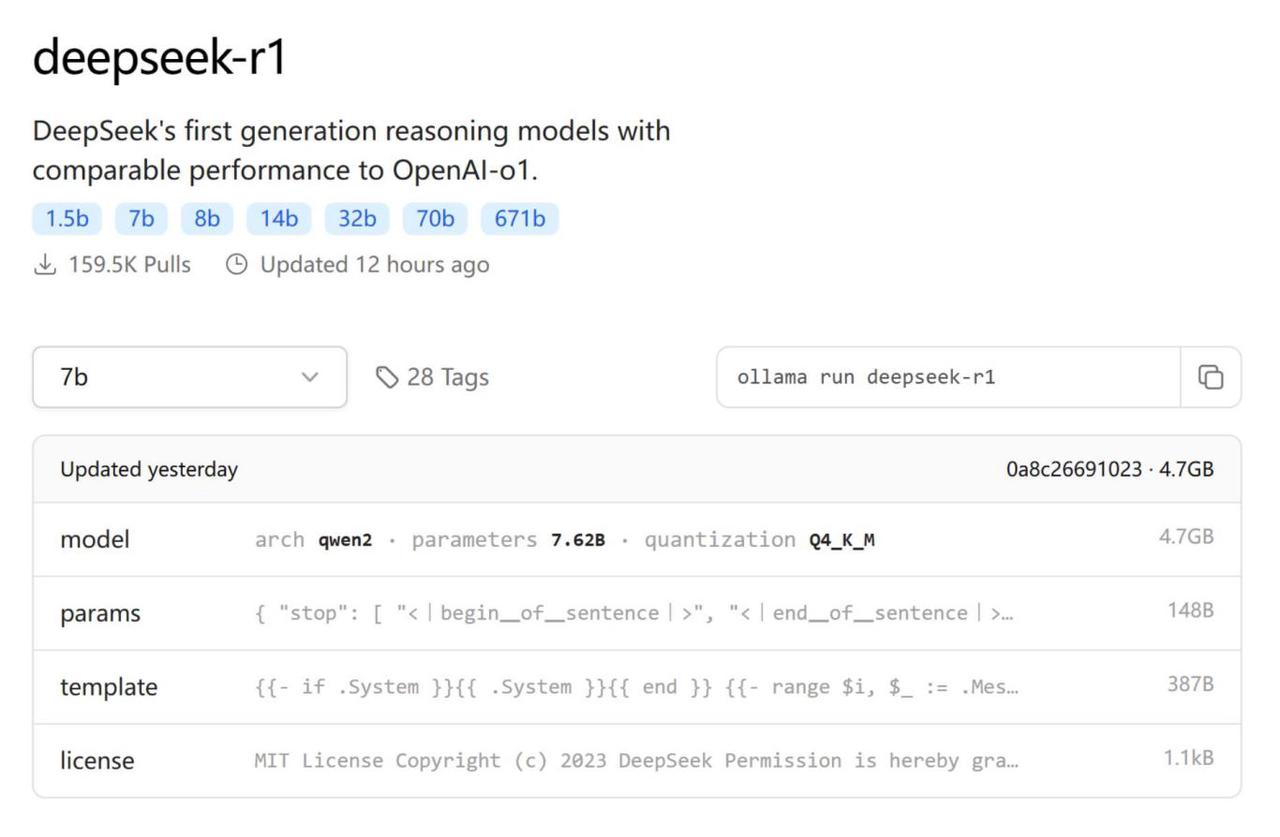 deepseek-r1
DeepSeek's first generation reasoning models with
comparable performance to OpenAI-o1.
1.5b 7b 8b 14b 32b 70b 671b
159.5K Pulls Updated 12 hours ago
7b 28 Tags ollama run deepseek-r1
Updated yesterday 0a8c26691023 · 4.7GB
model arch qwen2 · parameters 7.62B · quantization Q4_K_M 4.7GB
params { "stop": [ "<｜begin▁of▁sentence｜>", "<｜end▁of▁sentence｜>… 148B
template {{- if .System }}{{ .System }}{{ end }} {{- range $i, $_ := .Mes… 387B
license MIT License Copyright (c) 2023 DeepSeek Permission is hereby gra… 1.1kB